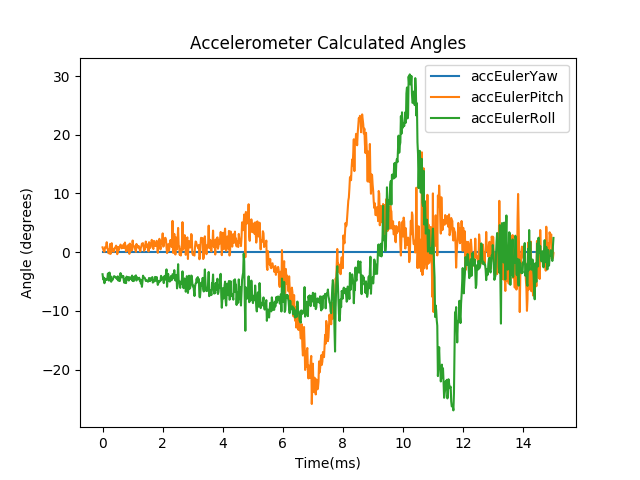 Accelerometer Calculated Angles
accEulerYaw
accEulerPitch
accEulerRoll
30
20
10
0
−10
−20
Angle (degrees)
0 2 4 6 8 10 12 14
Time(ms)